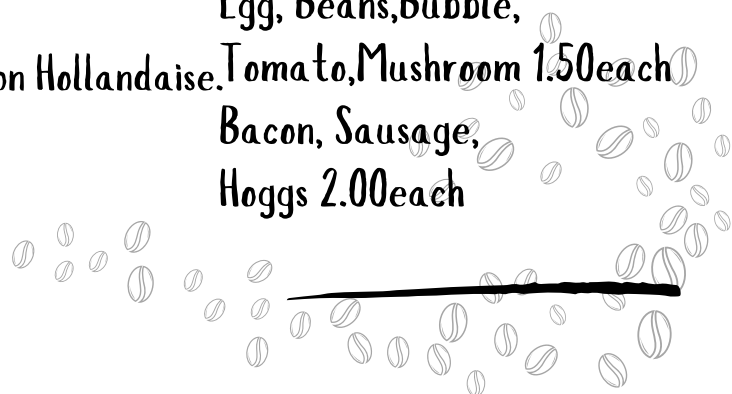 Egg, Beans,Bubble,
on Hollandaise.
Tomato,Mushroom 1.50each
Bacon, Sausage,
Hoggs 2.00each